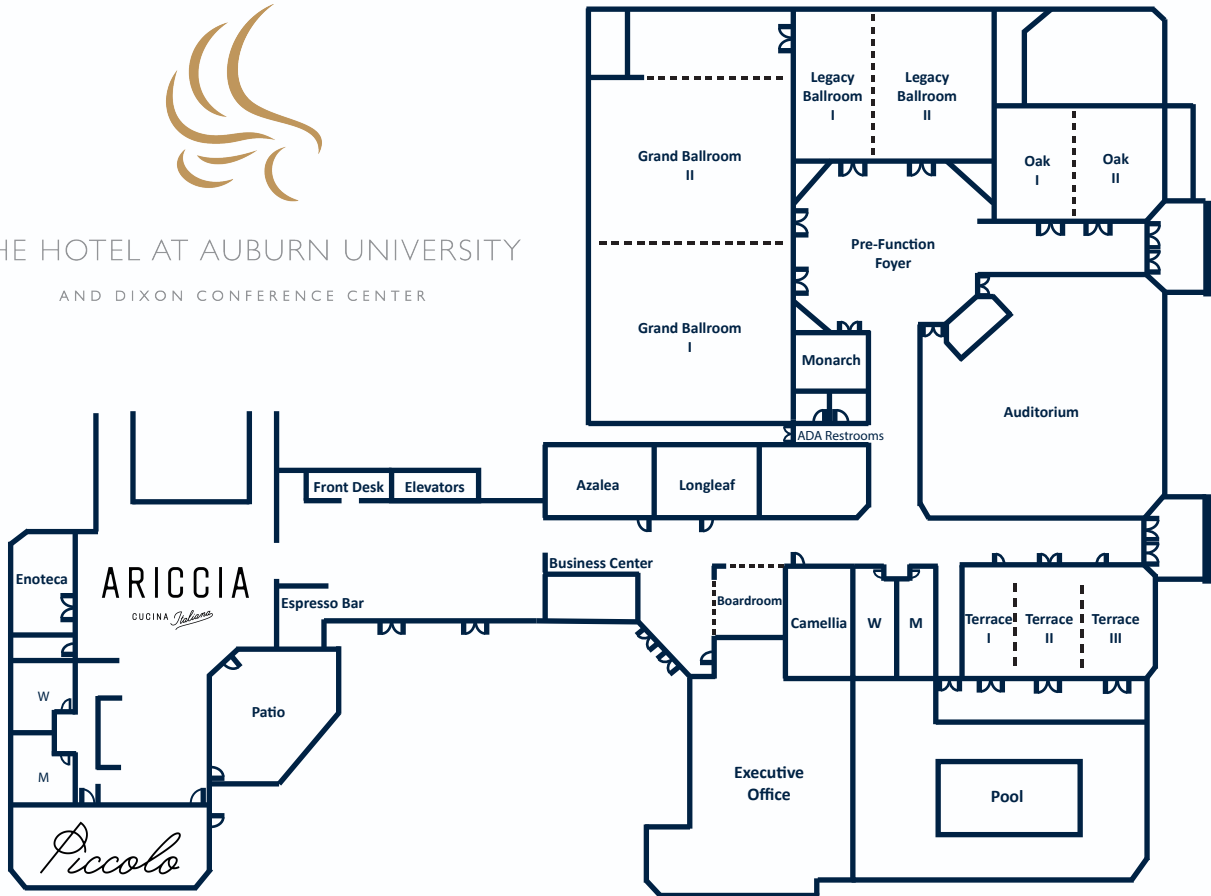 HE HOTEL AT AUBURN UNIVERSITY
AND DIXON CONFERENCE CENTER
Legacy
Ballroom
I
Legacy
Ballroom
II
Grand Ballroom
II
Oak
I
Oak
II
Pre-Function
Foyer
Grand Ballroom
I
Monarch
Auditorium
ADA Restrooms
Front Desk
Elevators
Azalea
Longleaf
Enoteca
ARICCIA
CUCINA Italiana
Espresso Bar
Business Center
Boardroom
Camellia
W
M
Terrace
I
Terrace
II
Terrace
III
W
Patio
M
Executive
Office
Pool
Piccolo